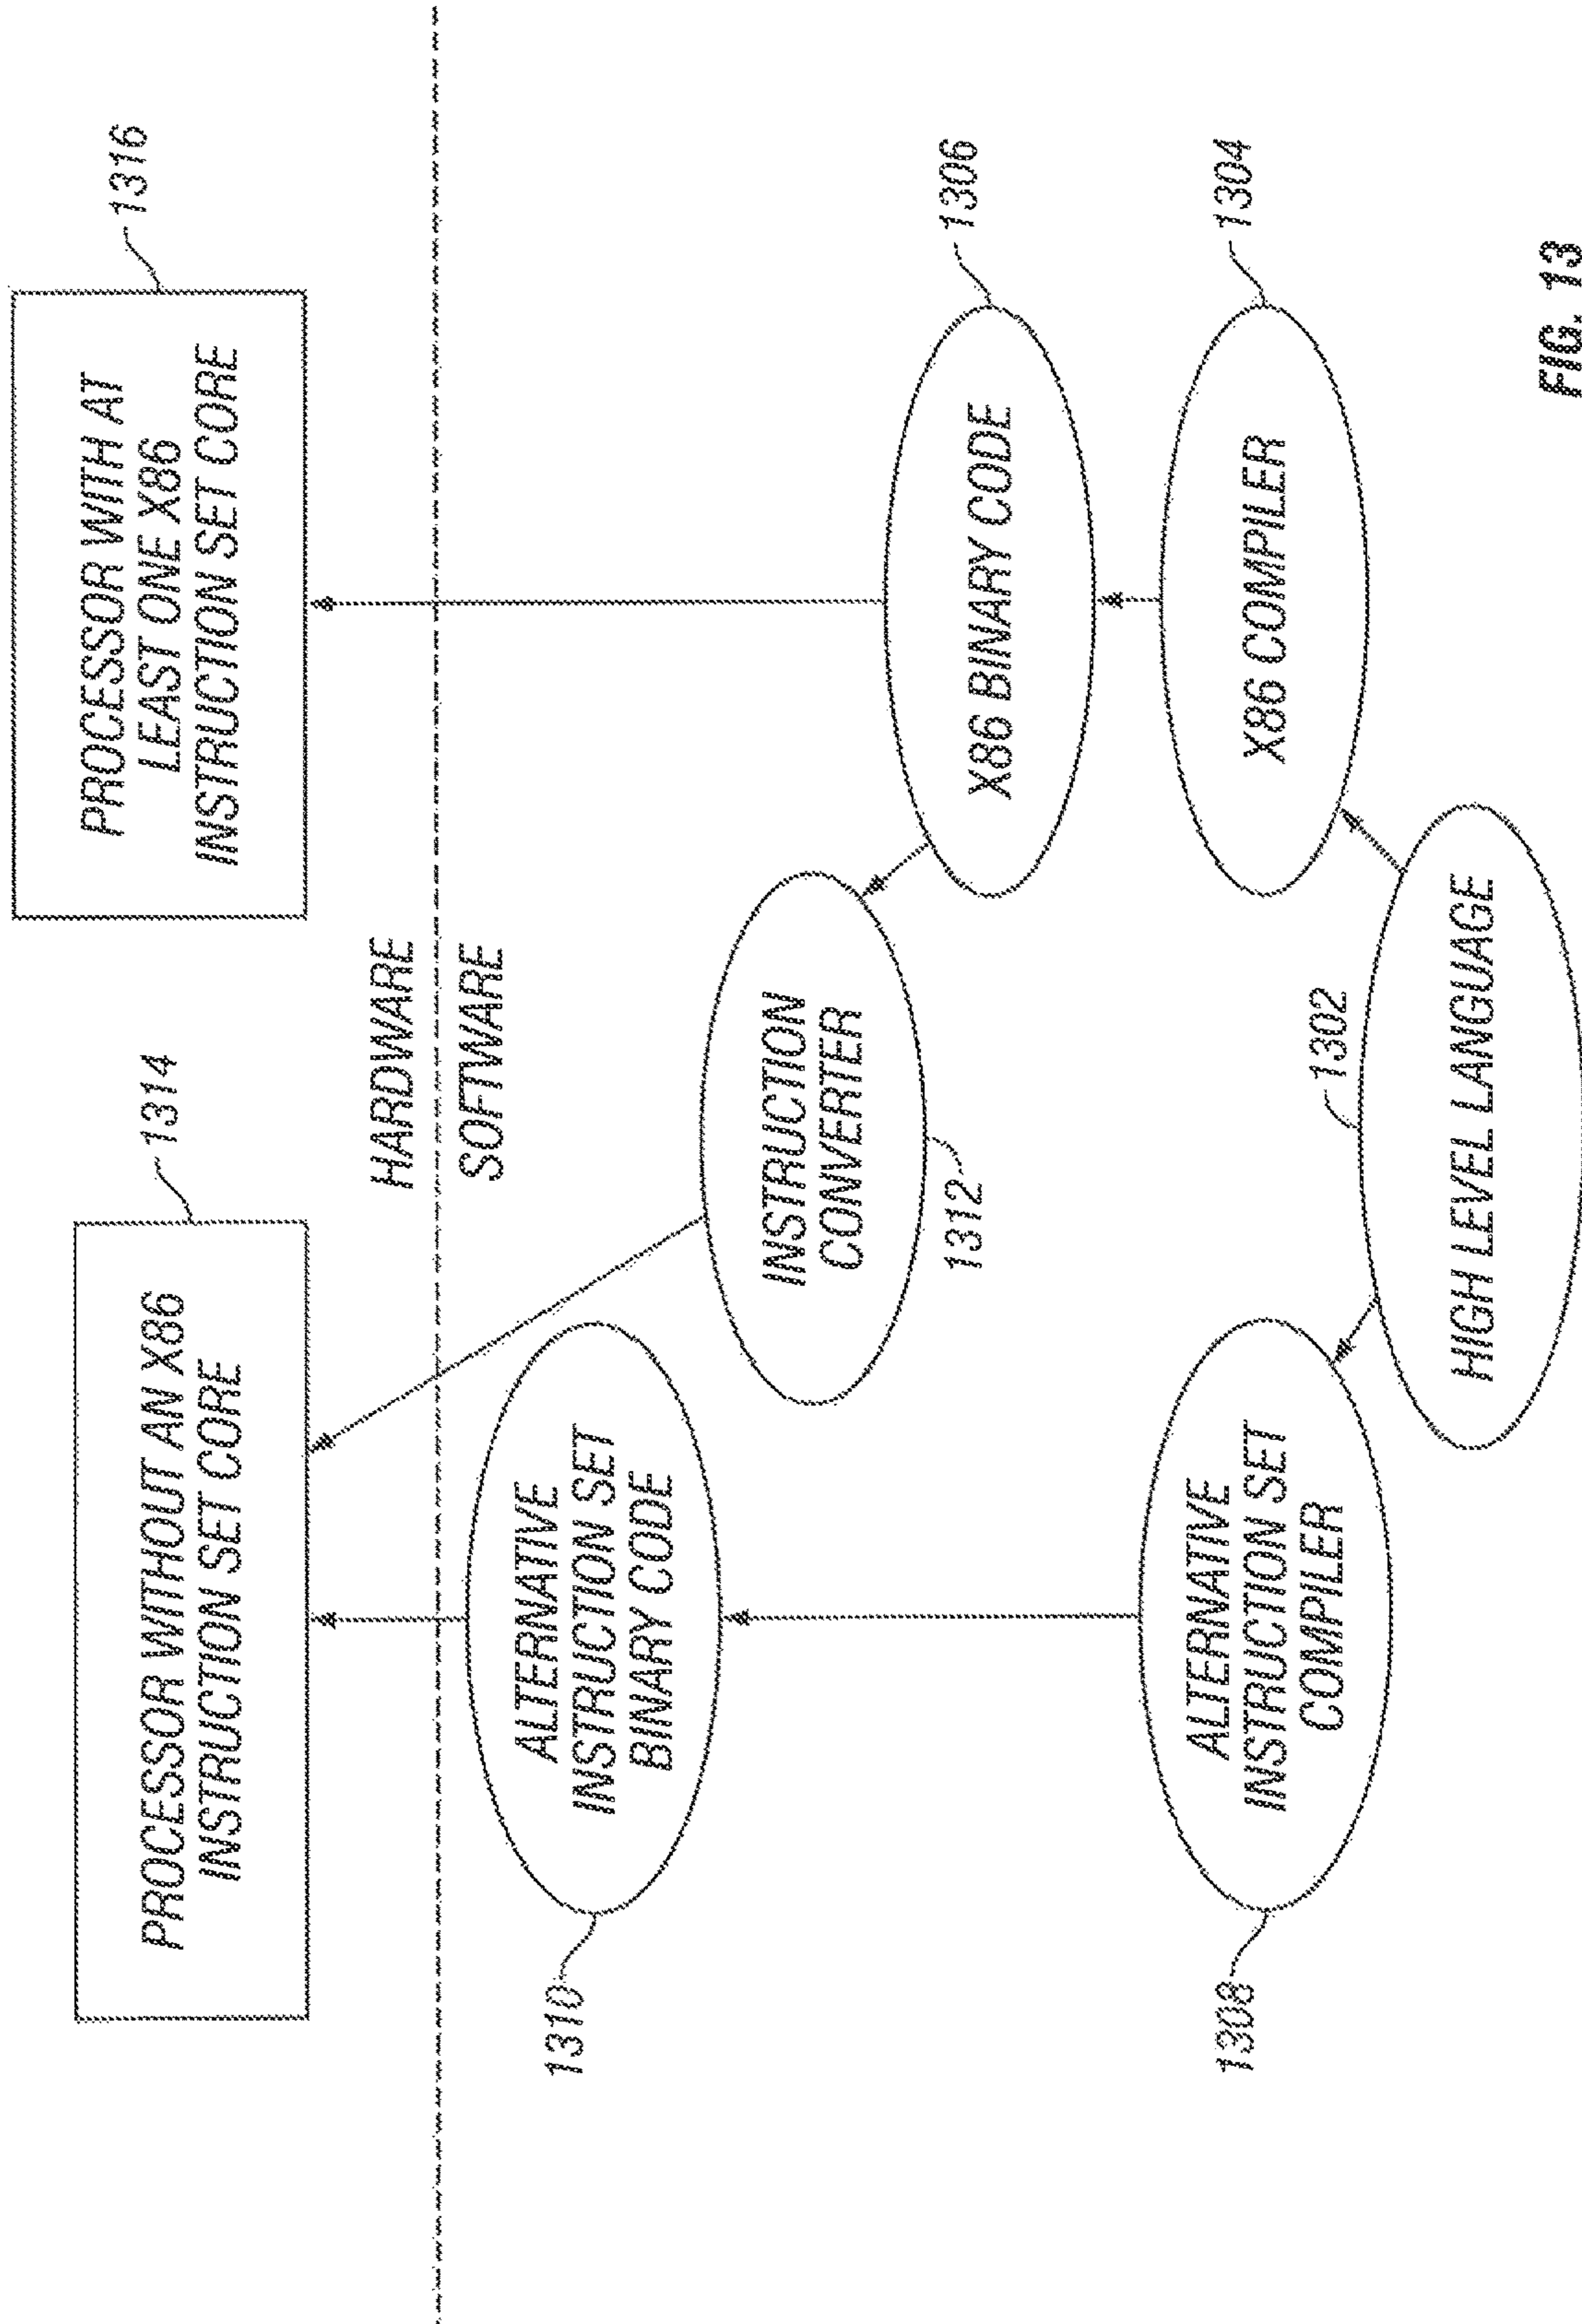 PROCESSOR WITHOUT AN X86
INSTRUCTION SET CORE
1314
PROCESSOR WITH AT
LEAST ONE X86
INSTRUCTION SET CORE
1316
HARDWARE
SOFTWARE
1310
ALTERNATIVE
INSTRUCTION SET
BINARY CODE
INSTRUCTION
CONVERTER
1312
X86 BINARY CODE
1306
1308
ALTERNATIVE
INSTRUCTION SET
COMPILER
X86 COMPILER
1304
1302
HIGH LEVEL LANGUAGE
FIG. 13